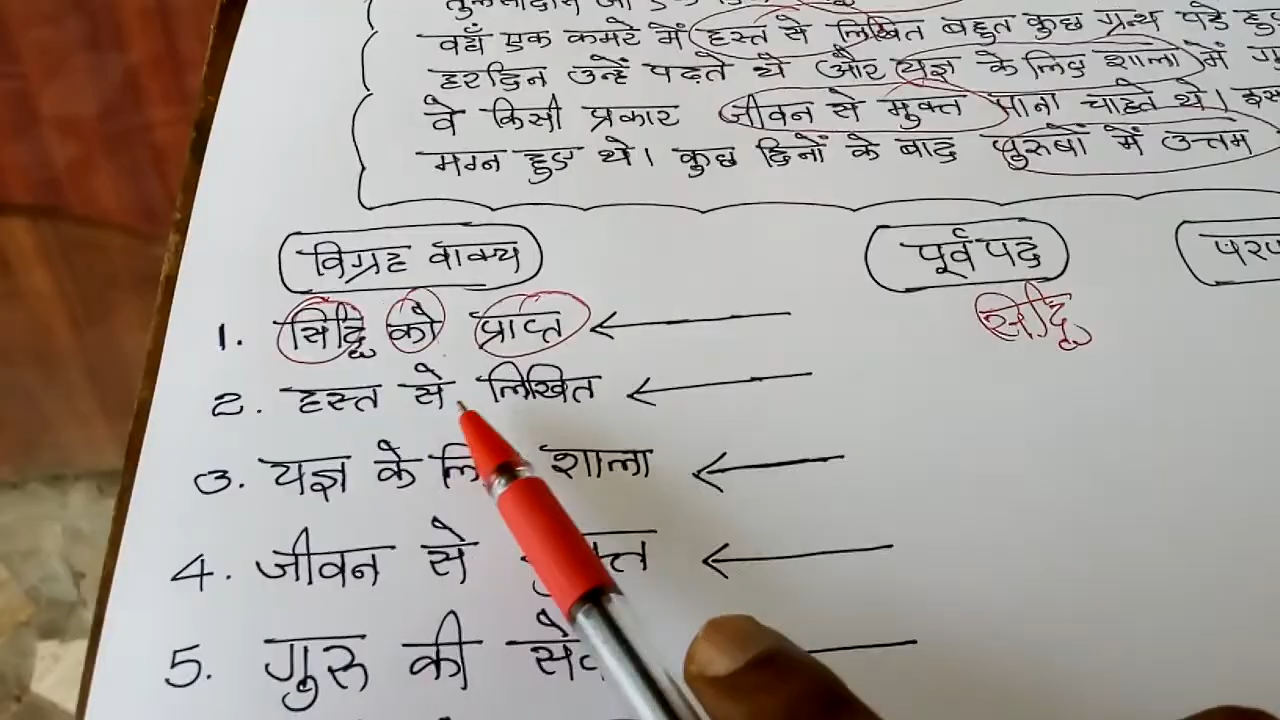 वहाँ एक कमरे में हस्त से लिखित बहुत कुछ ग्रन्थ पडे
हरदिन उन्हें पढ़ते थे और यज्ञ के लिए शाला में
वे किसी प्रकार जीवन से मुक्त पाना चाहते थे।
मग्न हुए थे। कुछ दिनों के बाद पुरुषों में उत्तम
विग्रह वाक्य पूर्व पद
1. सिद्धि को प्राप्त सिद्धि
2. हस्त से लिखित
3. यज्ञ के शाला
4. जीवन से
5. गुरु की